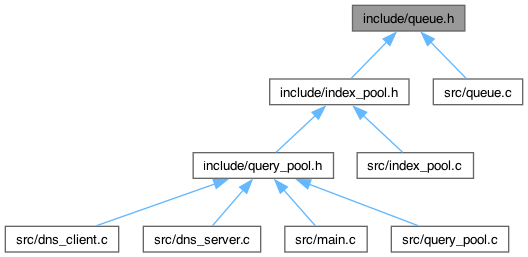 include/queue.h
include/index_pool.h
src/queue.c
include/query_pool.h
src/index_pool.c
src/dns_client.c
src/dns_server.c
src/main.c
src/query_pool.c